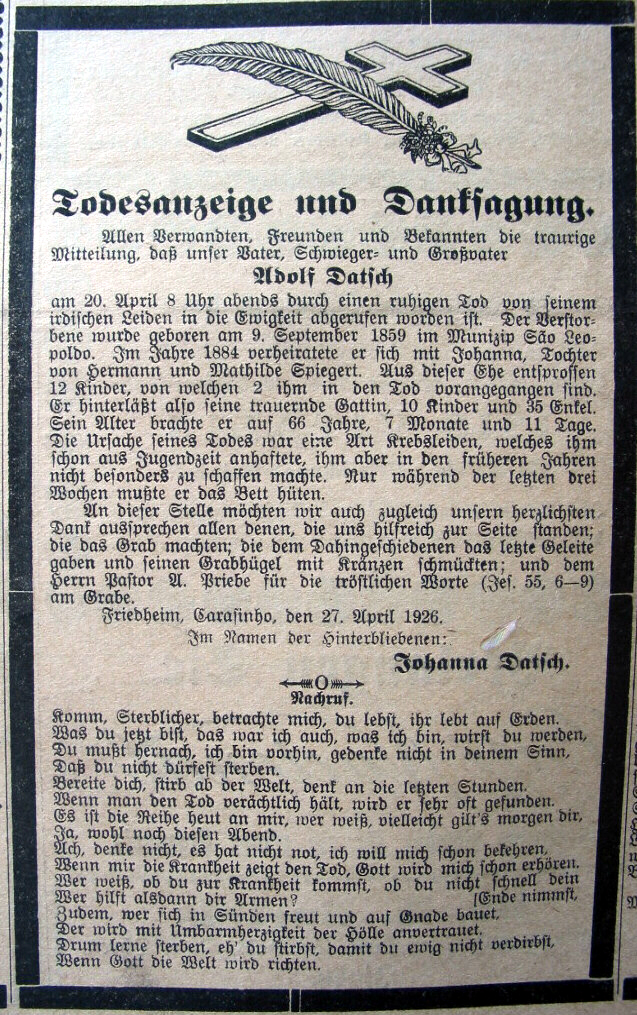 Todesanzeige und Danksagung.
Allen Verwandten, Freunden und Bekannten die traurige
Mitteilung, daß unser Vater, Schwieger- und Großvater
Adolf Datsch
am 20. April 8 Uhr abends durch einen ruhigen Tod von seinem
irdischen Leiden in die Ewigkeit abgerufen worden ist. Der Verstor-
bene wurde geboren am 9. September 1859 im Munizip São Leo-
poldo. Im Jahre 1884 verheiratete er sich mit Johanna, Tochter
von Hermann und Mathilde Spiegert. Aus dieser Ehe entsprossen
12 Kinder, von welchen 2 ihm in den Tod vorangegangen sind.
Er hinterläßt also seine trauernde Gattin, 10 Kinder und 35 Enkel.
Sein Alter brachte er auf 66 Jahre, 7 Monate und 11 Tage.
Die Ursache seines Todes war eine Art Krebsleiden, welches ihm
schon aus Jugendzeit anhaftete, ihm aber in den früheren Jahren
nicht besonders zu schaffen machte. Nur während der letzten drei
Wochen mußte er das Bett hüten.
An dieser Stelle möchten wir auch zugleich unsern herzlichsten
Dank aussprechen allen denen, die uns hilfreich zur Seite standen;
die das Grab machten; die dem Dahingeschiedenen das letzte Geleite
gaben und seinen Grabhügel mit Kränzen schmückten; und dem
Herrn Pastor A. Priebe für die tröstlichen Worte (Jes. 55, 6—9)
am Grabe.
Friedheim, Carasinho, den 27. April 1926.
Im Namen der Hinterbliebenen:
Johanna Datsch.
Nachruf.
Komm, Sterblicher, betrachte mich, du lebst, ihr lebt auf Erden.
Was du jetzt bist, das war ich auch, was ich bin, wirst du werden,
Du mußt hernach, ich bin vorhin, gedenke nicht in deinem Sinn,
Daß du nicht dürfest sterben.
Bereite dich, stirb ab der Welt, denk an die letzten Stunden.
Wenn man den Tod verächtlich hält, wird er sehr oft gefunden.
Es ist die Reihe heut an mir, wer weiß, vielleicht gilt's morgen dir,
Ja, wohl noch diesen Abend.
Ach, denke nicht, es hat nicht not, ich will mich schon bekehren,
Wenn mir die Krankheit zeigt den Tod, Gott wird mich schon erhören.
Wer weiß, ob du zur Krankheit kommst, ob du nicht schnell dein
Wer hilft alsdann dir Armen? [Ende nimmst,
Zudem, wer sich in Sünden freut und auf Gnade bauet,
Der wird mit Umbarmherzigkeit der Hölle anvertrauet.
Drum lerne sterben, eh' du stirbst, damit du ewig nicht verdirbst,
Wenn Gott die Welt wird richten.